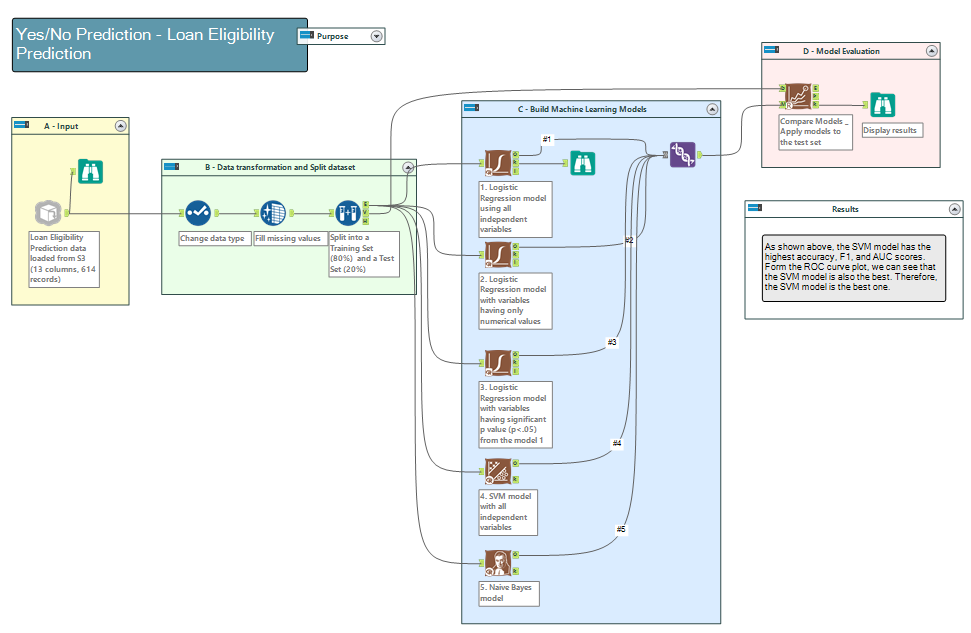 Yes/No Prediction - Loan Eligibility
Prediction
Purpose
A - Input
Loan Eligibility
Prediction data
loaded from S3
(13 columns, 614
records)
B - Data transformation and Split dataset
Change data type
Fill missing values
Split into a
Training Set
(80%) and a Test
Set (20%)
C - Build Machine Learning Models
#1
1. Logistic
Regression model
using all
independent
variables
#2
2. Logistic
Regression model
with variables
having only
numerical values
#3
3. Logistic
Regression model
with variables
having significant
p value (p<.05)
from the model 1
#4
4. SVM model
with all
independent
variables
#5
5. Naive Bayes
model
D - Model Evaluation
Compare Models _
Apply models to
the test set
Display results
Results
As shown above, the SVM model has the
highest accuracy, F1, and AUC scores.
Form the ROC curve plot, we can see that
the SVM model is also the best. Therefore,
the SVM model is the best one.